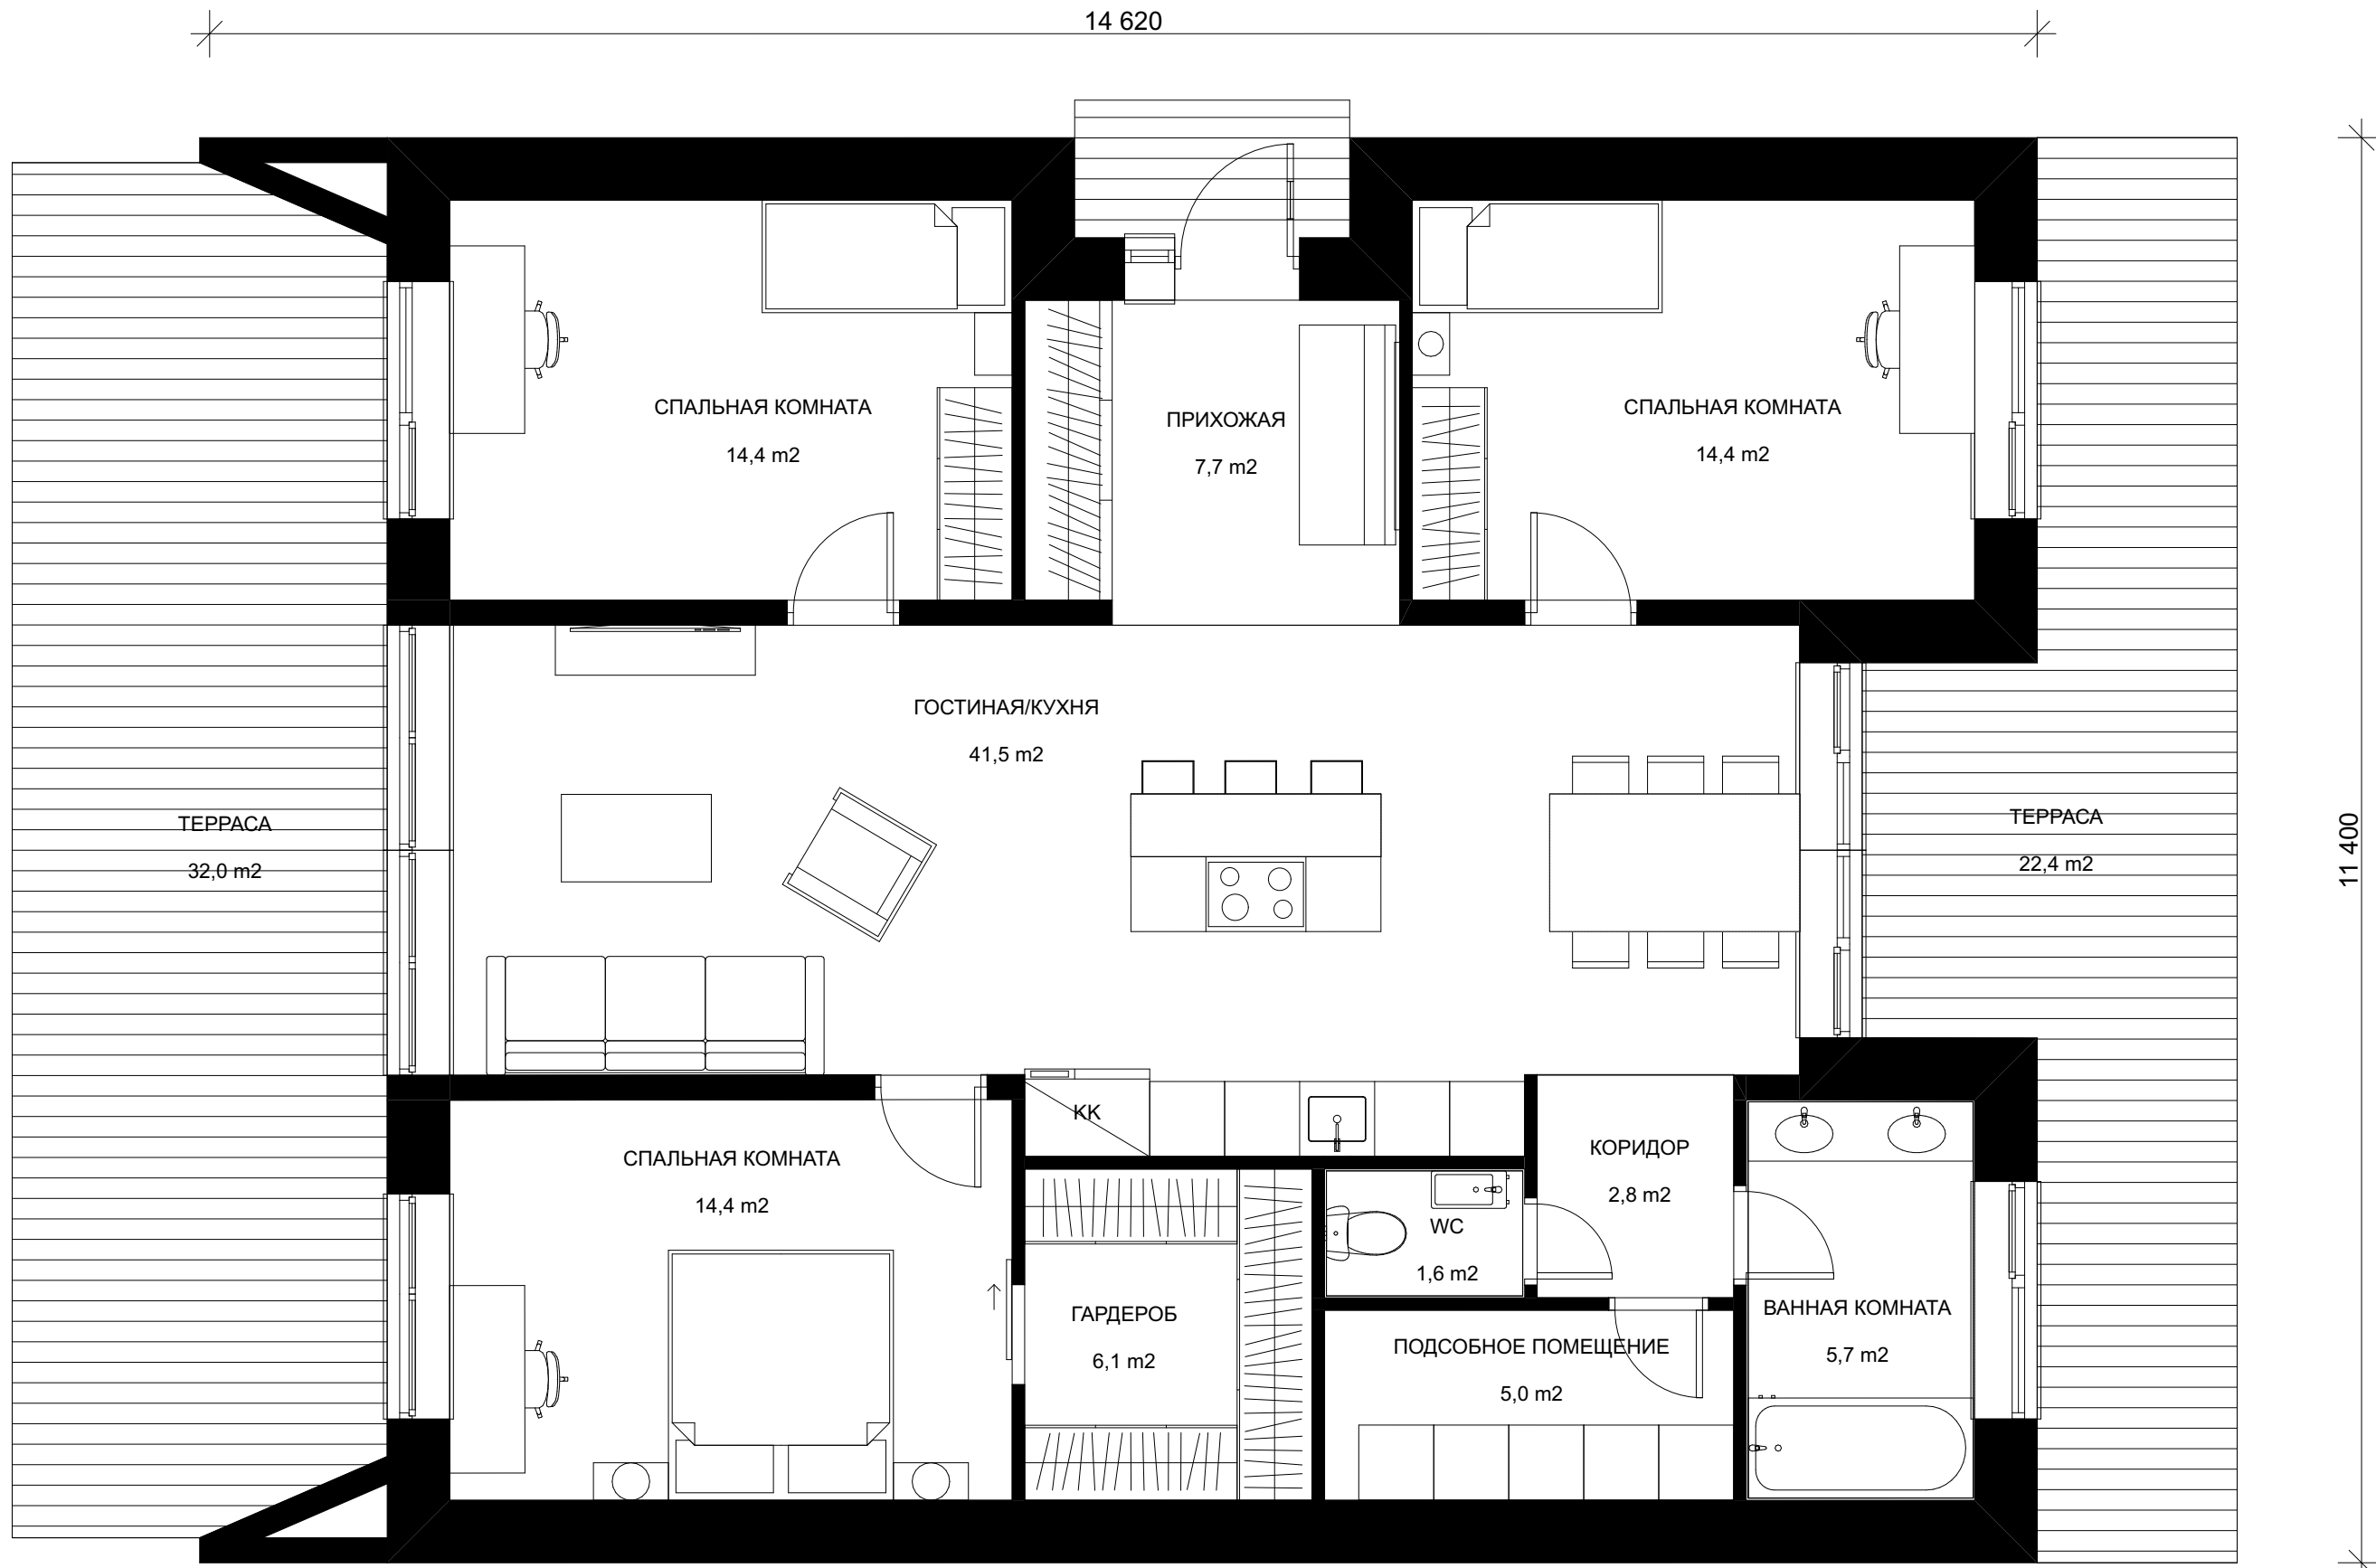 14 620
СПАЛЬНАЯ КОМНАТА
14,4 m2
ПРИХОЖАЯ
7,7 m2
СПАЛЬНАЯ КОМНАТА
14,4 m2
ГОСТИНАЯ/КУХНЯ
41,5 m2
ТЕРРАСА
32,0 m2
ТЕРРАСА
22,4 m2
11 400
KK
СПАЛЬНАЯ КОМНАТА
14,4 m2
КОРИДОР
2,8 m2
WC
1,6 m2
ГАРДЕРОБ
6,1 m2
ПОДСОБНОЕ ПОМЕЩЕНИЕ
5,0 m2
ВАННАЯ КОМНАТА
5,7 m2